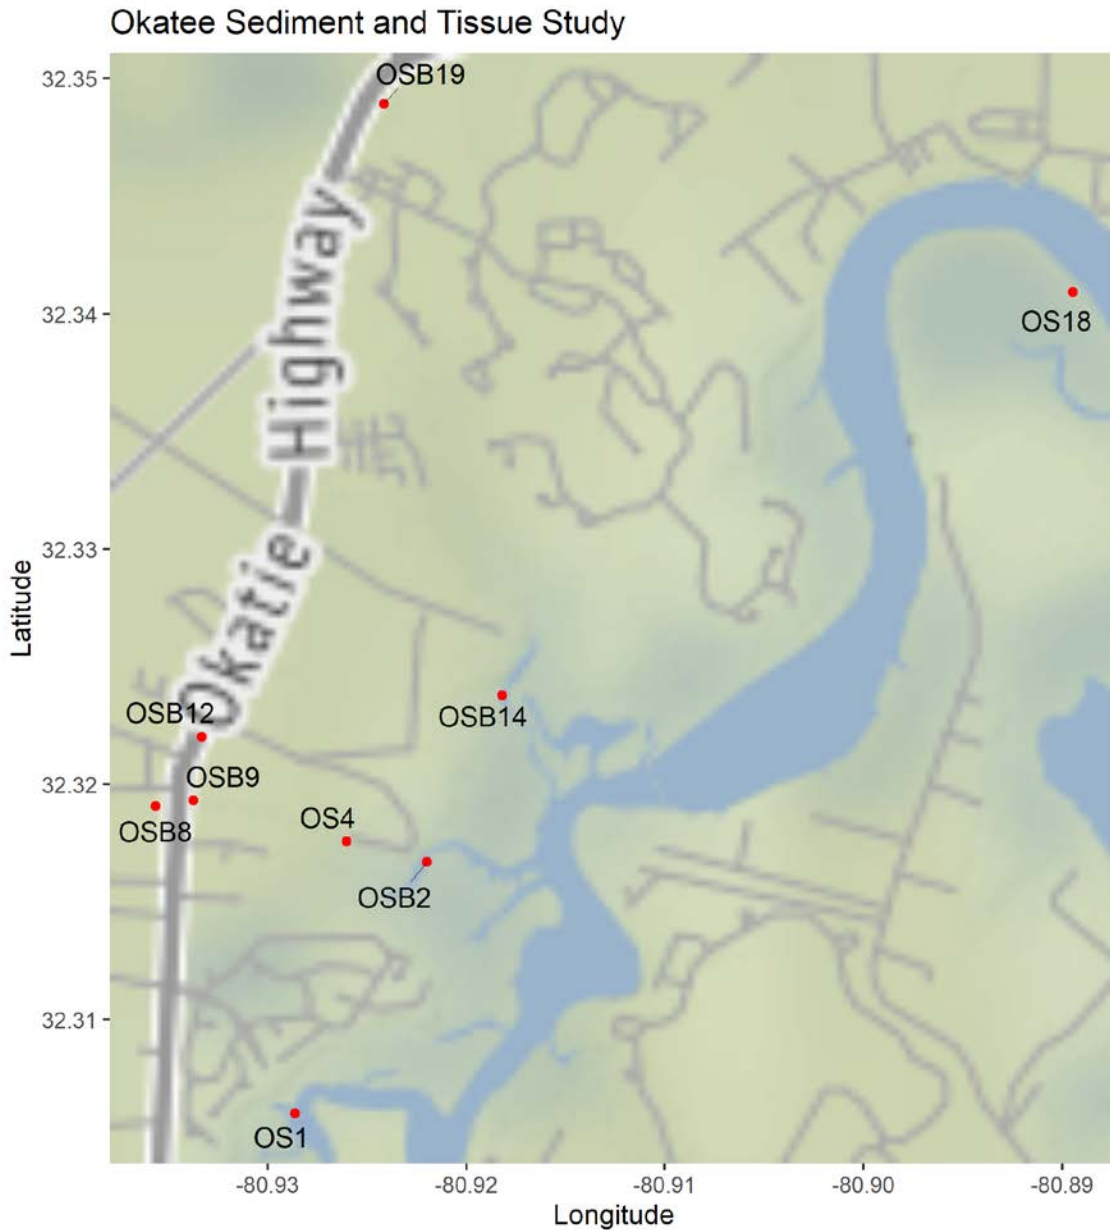 Okatee Sediment and Tissue Study
32.35
OSB19
Highway
32.34
OS18
Latitude
32.33
Okatie
OSB12
OSB14
OSB9
32.32
OSB8
OS4
OSB2
32.31
OS1
-80.93
-80.92
-80.91
-80.90
-80.89
Longitude